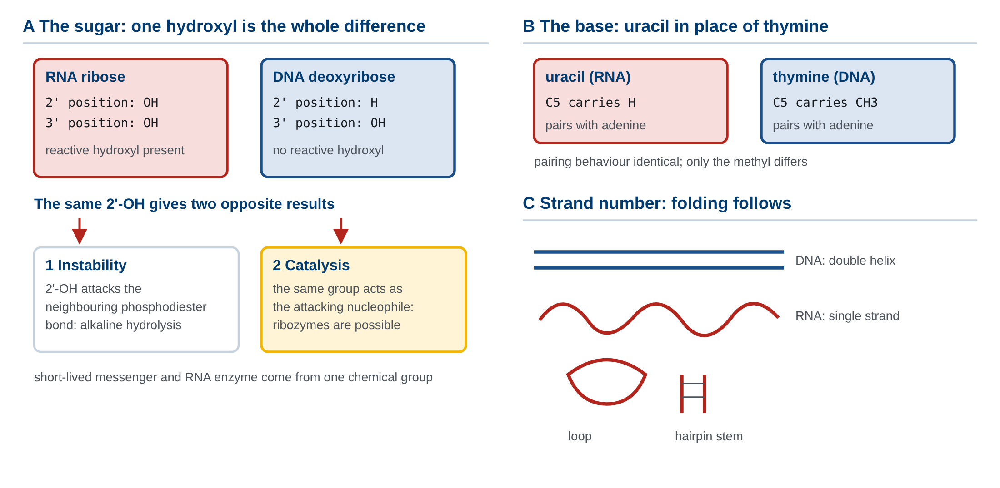 A The sugar: one hydroxyl is the whole difference
RNA ribose
2' position: OH
3' position: OH
reactive hydroxyl present
DNA deoxyribose
2' position: H
3' position: OH
no reactive hydroxyl
The same 2'-OH gives two opposite results
1 Instability
2'-OH attacks the
neighbouring phosphodiester
bond: alkaline hydrolysis
2 Catalysis
the same group acts as
the attacking nucleophile:
ribozymes are possible
short-lived messenger and RNA enzyme come from one chemical group
B The base: uracil in place of thymine
uracil (RNA)
C5 carries H
pairs with adenine
thymine (DNA)
C5 carries CH3
pairs with adenine
pairing behaviour identical; only the methyl differs
C Strand number: folding follows
DNA: double helix
RNA: single strand
loop
hairpin stem